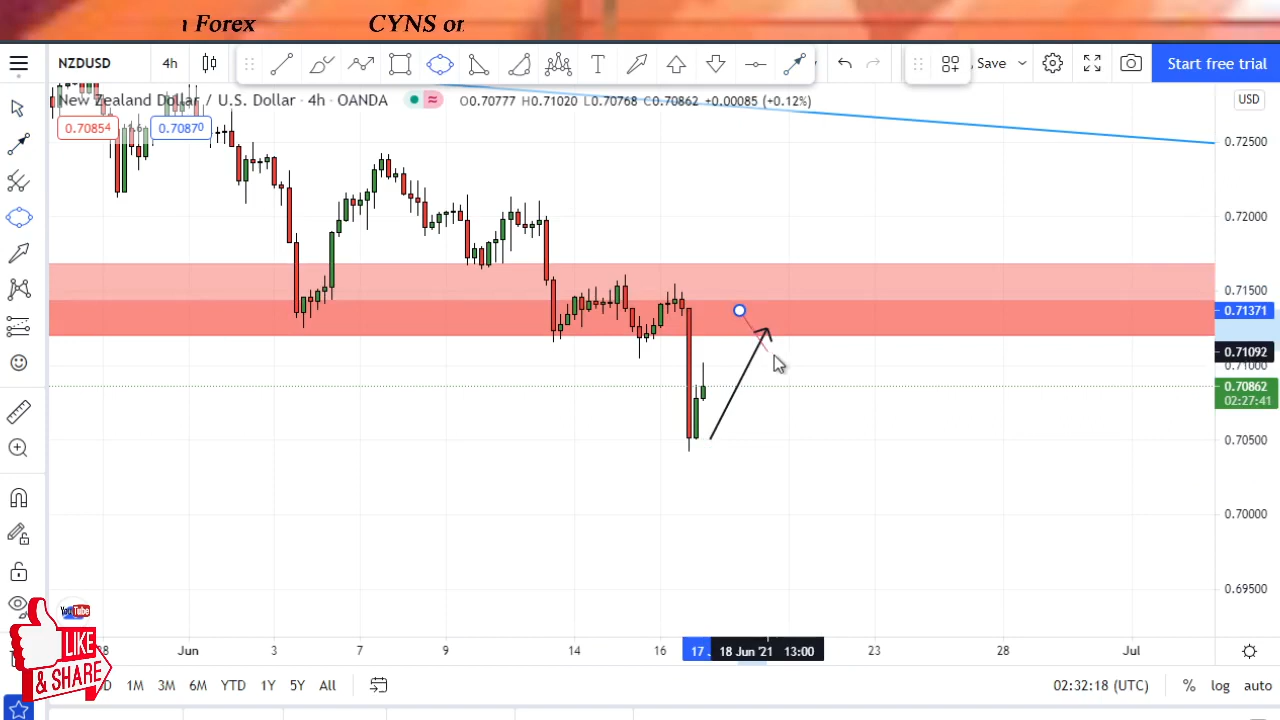 Forex CYNS or
NZDUSD 4h Save Start free trial
New Zealand Dollar / U.S. Dollar · 4h · OANDA O0.70777 H0.71020 L0.70768 C0.70862 +0.00085 (+0.12%) USD
0.70854 0.70870
0.72500
0.72000
0.71500
0.71371
0.71092
0.71000
0.70862
02:27:41
0.70500
0.70000
0.69500
YouTube
LIKE
& SHARE
28 Jun 3 7 9 14 16 17 18 Jun '21 13:00 23 28 Jul
D 1M 3M 6M YTD 1Y 5Y All 02:32:18 (UTC) % log auto